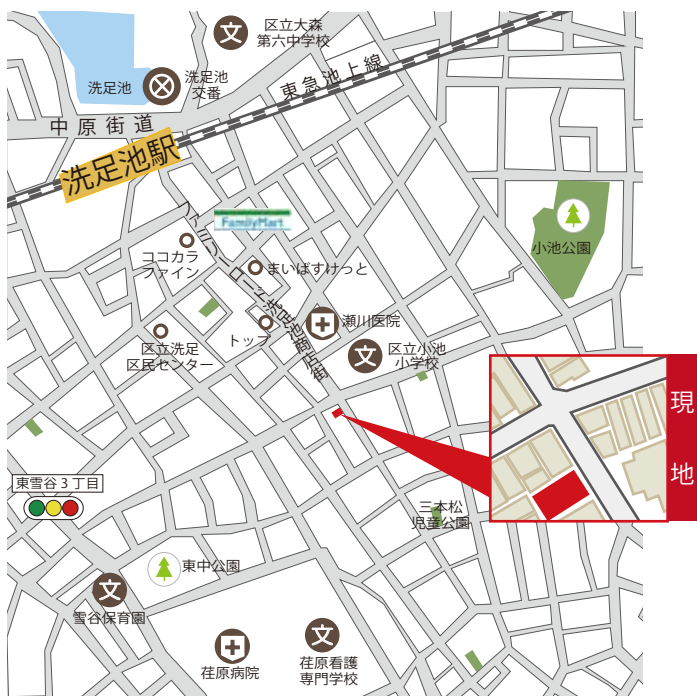 区立大森
第六中学校
洗足池
洗足池
交番
東急池上線
中原街道
洗足池駅
FamilyMart
小池公園
ココカラ
ファイン
まいばすけっと
瀬川医院
トップ
区立洗足
区民センター
区立小池
小学校
現地
東雪谷3丁目
三本松
児童公園
東中公園
雪谷保育園
荏原病院
荏原看護
専門学校
文
文
文
文